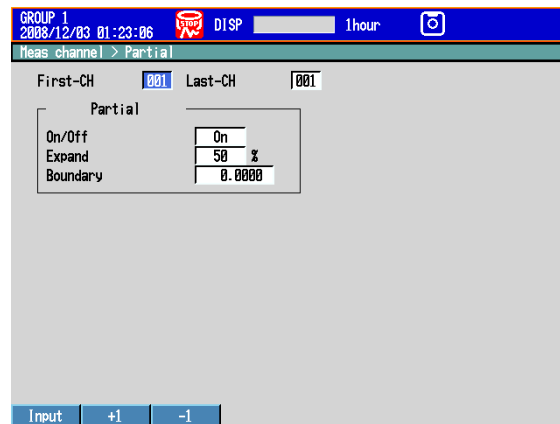 GROUP 1
2008/12/03 01:23:06
STOP
DISP
1hour
Meas channel > Partial
First-CH 001 Last-CH 001
Partial
On/Off On
Expand 50 %
Boundary 0.0000
Input +1 -1